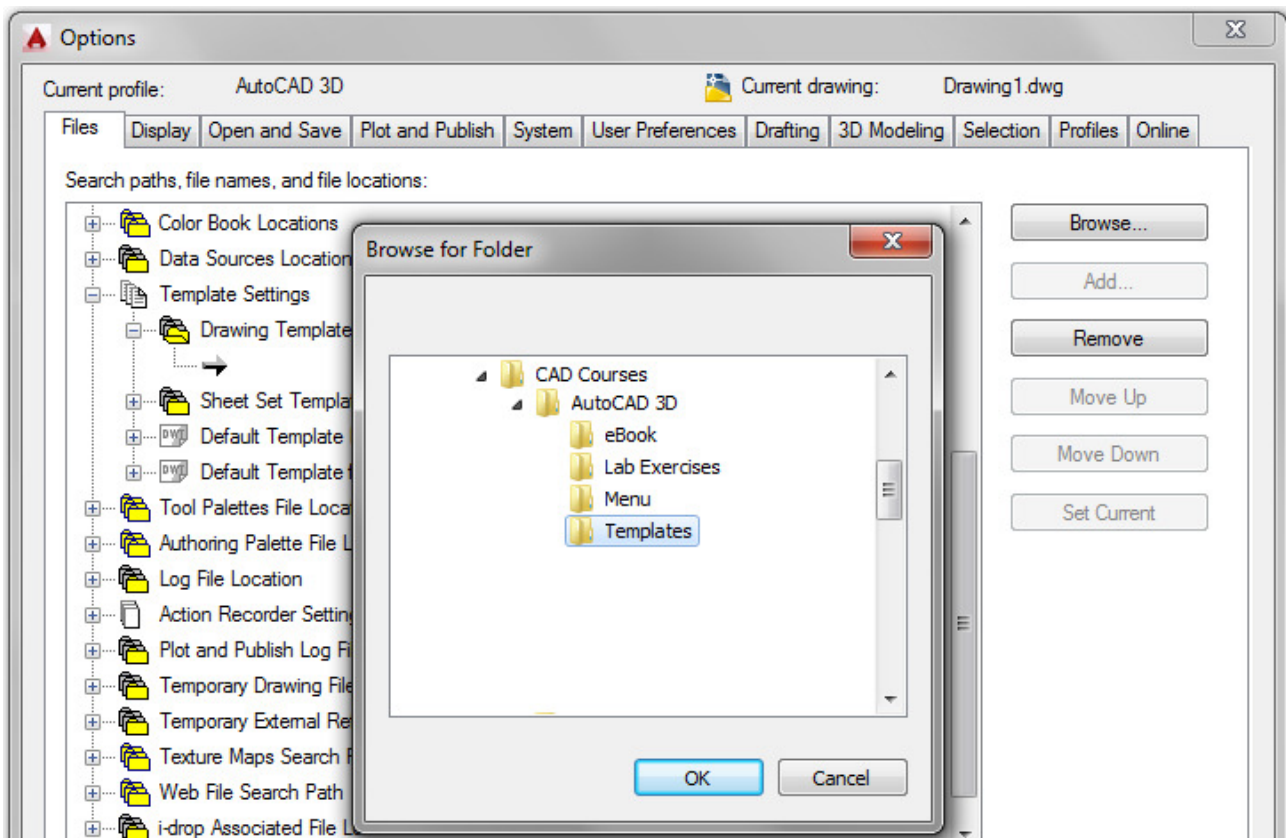 Options
Current profile: AutoCAD 3D Current drawing: Drawing1.dwg
Files Display Open and Save Plot and Publish System User Preferences Drafting 3D Modeling Selection Profiles Online
Search paths, file names, and file locations:
Color Book Locations
Data Sources Location
Template Settings
Drawing Template
Sheet Set Templa
Default Template
Default Template f
Tool Palettes File Loca
Authoring Palette File L
Log File Location
Action Recorder Settin
Plot and Publish Log Fi
Temporary Drawing File
Temporary External Re
Texture Maps Search
Web File Search Path
i-drop Associated File L
Browse for Folder
CAD Courses
AutoCAD 3D
eBook
Lab Exercises
Menu
Templates
OK Cancel
Browse...
Add...
Remove
Move Up
Move Down
Set Current